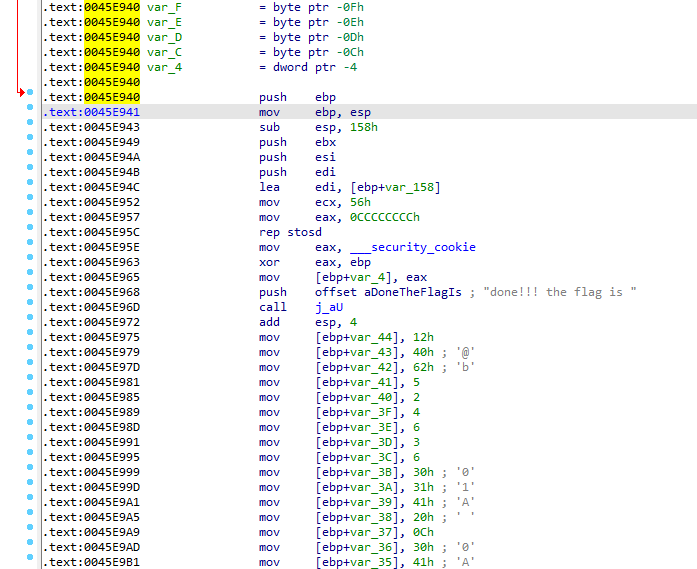 .text:0045E940 var_F = byte ptr -0Fh
.text:0045E940 var_E = byte ptr -0Eh
.text:0045E940 var_D = byte ptr -0Dh
.text:0045E940 var_C = byte ptr -0Ch
.text:0045E940 var_4 = dword ptr -4
.text:0045E940
.text:0045E940 push ebp
.text:0045E941 mov ebp, esp
.text:0045E943 sub esp, 158h
.text:0045E949 push ebx
.text:0045E94A push esi
.text:0045E94B push edi
.text:0045E94C lea edi, [ebp+var_158]
.text:0045E952 mov ecx, 56h
.text:0045E957 mov eax, 0CCCCCCCCh
.text:0045E95C rep stosd
.text:0045E95E mov eax, ___security_cookie
.text:0045E963 xor eax, ebp
.text:0045E965 mov [ebp+var_4], eax
.text:0045E968 push offset aDoneTheFlagIs ; "done!!! the flag is "
.text:0045E96D call j_aU
.text:0045E972 add esp, 4
.text:0045E975 mov [ebp+var_44], 12h
.text:0045E979 mov [ebp+var_43], 40h ; '@'
.text:0045E97D mov [ebp+var_42], 62h ; 'b'
.text:0045E981 mov [ebp+var_41], 5
.text:0045E985 mov [ebp+var_40], 2
.text:0045E989 mov [ebp+var_3F], 4
.text:0045E98D mov [ebp+var_3E], 6
.text:0045E991 mov [ebp+var_3D], 3
.text:0045E995 mov [ebp+var_3C], 6
.text:0045E999 mov [ebp+var_3B], 30h ; '0'
.text:0045E99D mov [ebp+var_3A], 31h ; '1'
.text:0045E9A1 mov [ebp+var_39], 41h ; 'A'
.text:0045E9A5 mov [ebp+var_38], 20h ; ' '
.text:0045E9A9 mov [ebp+var_37], 0Ch
.text:0045E9AD mov [ebp+var_36], 30h ; '0'
.text:0045E9B1 mov [ebp+var_35], 41h ; 'A'